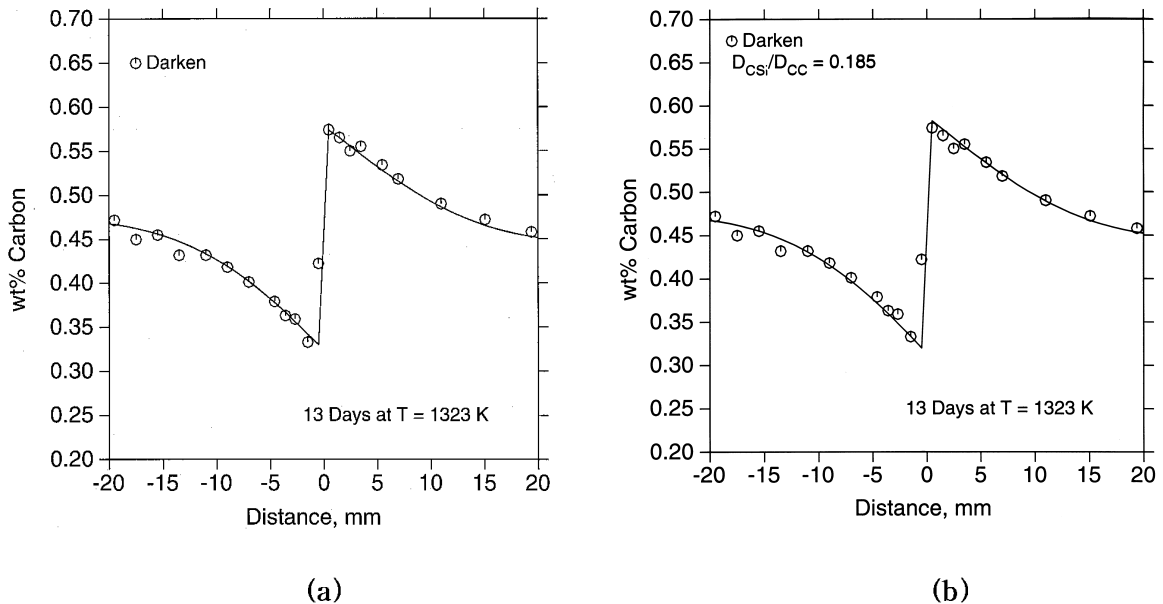 0.70
0.65
0.60
0.55
0.50
0.45
0.40
0.35
0.30
0.25
0.20
wt% Carbon
Darken
13 Days at T = 1323 K
-20 -15 -10 -5 0 5 10 15 20
Distance, mm
(a)
0.70
0.65
0.60
0.55
0.50
0.45
0.40
0.35
0.30
0.25
0.20
wt% Carbon
Darken
D_CSi/D_CC = 0.185
13 Days at T = 1323 K
-20 -15 -10 -5 0 5 10 15 20
Distance, mm
(b)